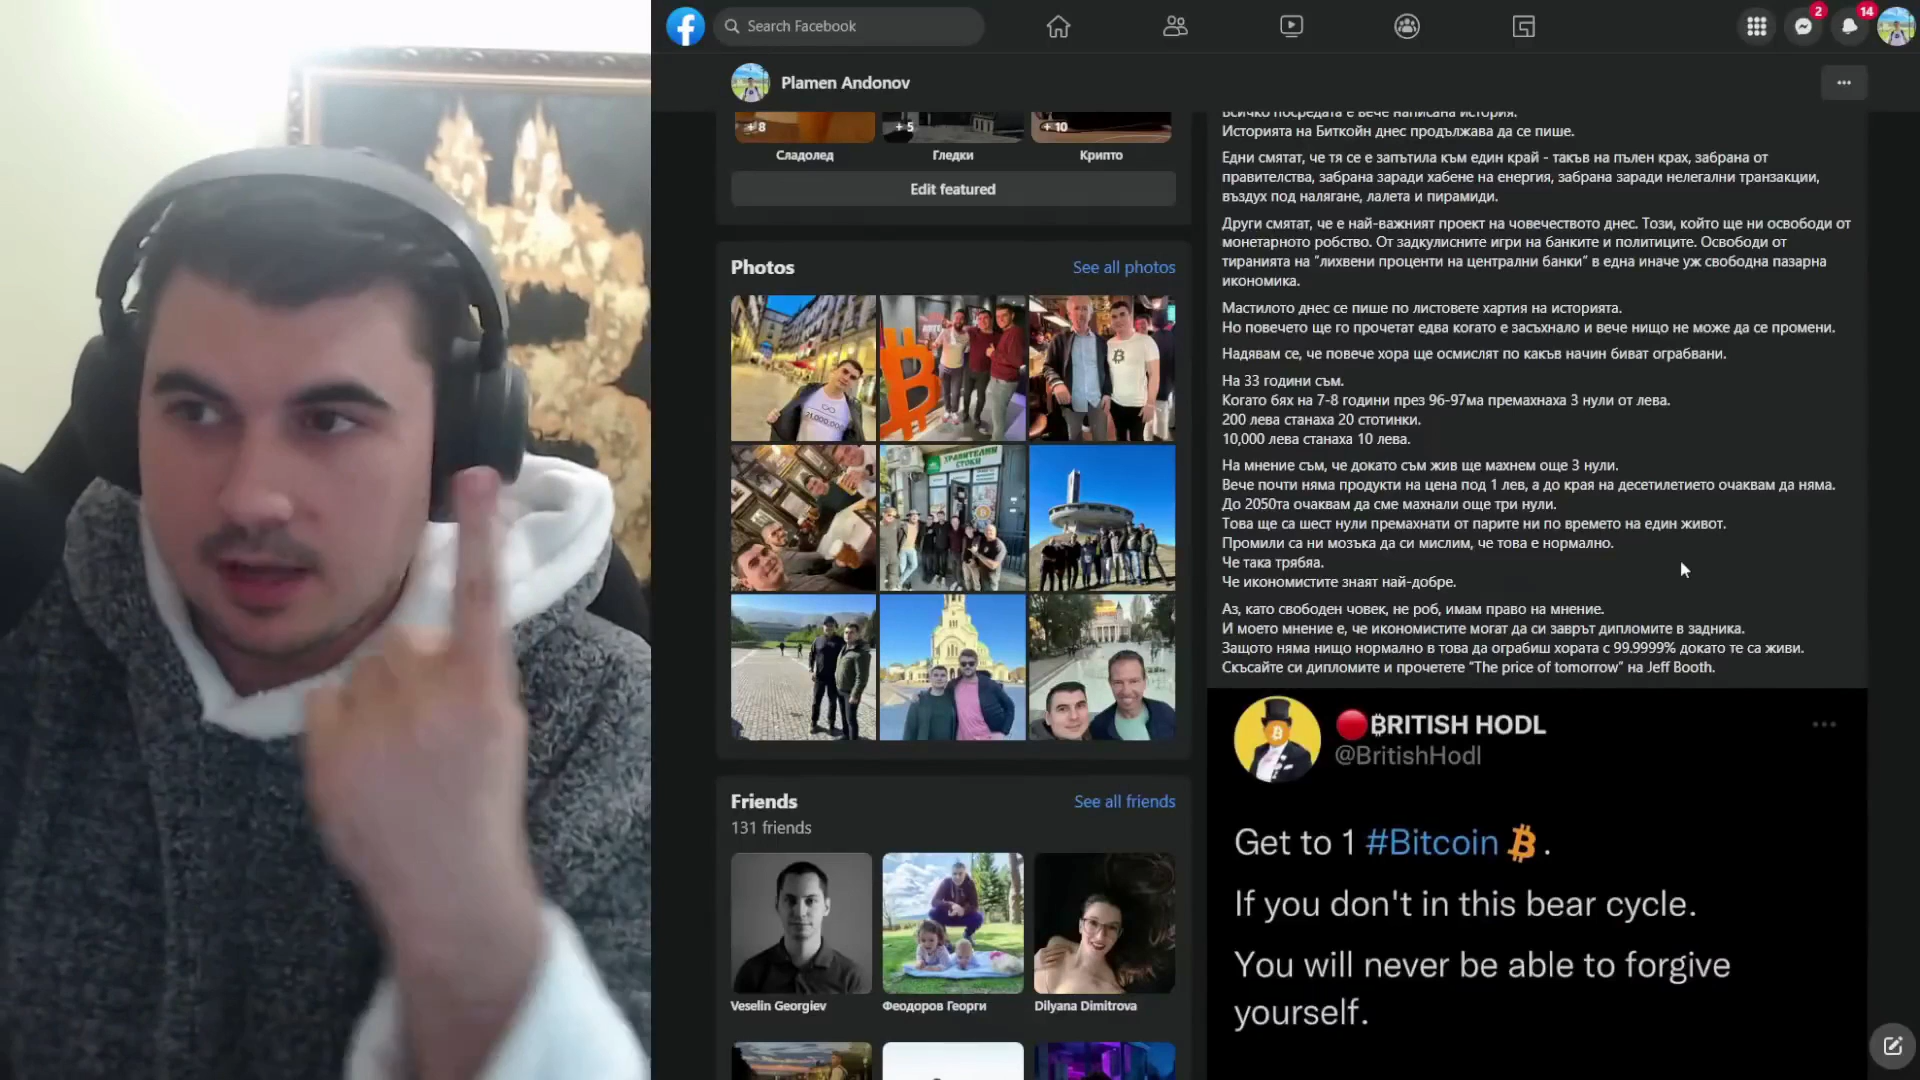 Search Facebook
2
14
Plamen Andonov
+8
+5
+10
Сладолед
Гледки
Крипто
Edit featured
Photos
See all photos
21,000,000
ХРАНИТЕЛНИ
СТОКИ
Friends
See all friends
131 friends
Veselin Georgiev
Феодоров Георги
Dilyana Dimitrova
Всичко посредата е вече написана история.
Историята на Биткойн днес продължава да се пише.
Едни смятат, че тя се е запътила към един край - такъв на пълен крах, забрана от
правителства, забрана заради хабене на енергия, забрана заради нелегални транзакции,
въздух под налягане, лалета и пирамиди.
Други смятат, че е най-важният проект на човечеството днес. Този, който ще ни освободи от
монетарното робство. От задкулисните игри на банките и политиците. Освободи от
тиранията на "лихвени проценти на централни банки" в една иначе уж свободна пазарна
икономика.
Мастилото днес се пише по листовете хартия на историята.
Но повечето ще го прочетат едва когато е засъхнало и вече нищо не може да се промени.
Надявам се, че повече хора ще осмислят по какъв начин биват ограбвани.
На 33 години съм.
Когато бях на 7-8 години през 96-97ма премахнаха 3 нули от лева.
200 лева станаха 20 стотинки.
10,000 лева станаха 10 лева.
На мнение съм, че докато съм жив ще махнем още 3 нули.
Вече почти няма продукти на цена под 1 лев, а до края на десетилетието очаквам да няма.
До 2050та очаквам да сме махнали още три нули.
Това ще са шест нули премахнати от парите ни по времето на един живот.
Промили са ни мозъка да си мислим, че това е нормално.
Че така трябва.
Че икономистите знаят най-добре.
Аз, като свободен човек, не роб, имам право на мнение.
И моето мнение е, че икономистите могат да си заврът дипломите в задника.
Защото няма нищо нормално в това да ограбиш хората с 99.9999% докато те са живи.
Скъсайте си дипломите и прочетете "The price of tomorrow" на Jeff Booth.
₿RITISH HODL
@BritishHodl
Get to 1 #Bitcoin ₿.
If you don't in this bear cycle.
You will never be able to forgive
yourself.